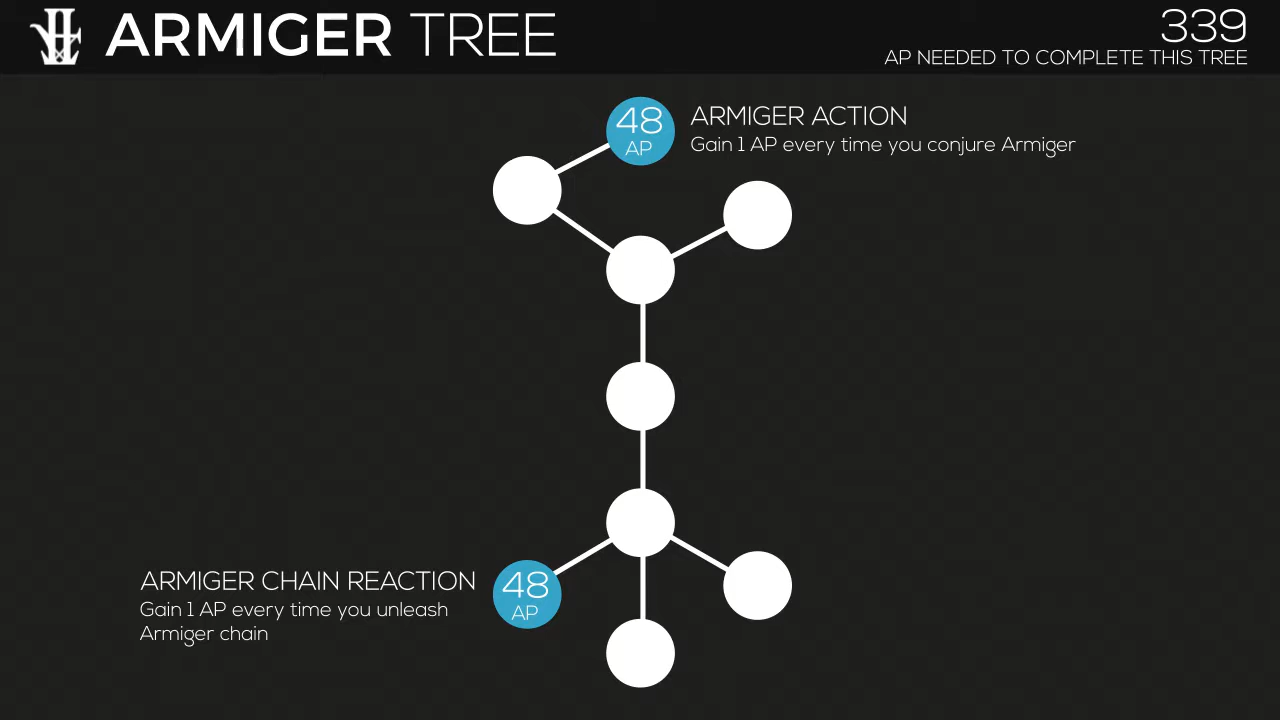 ARMIGER TREE
339
AP NEEDED TO COMPLETE THIS TREE
48
AP
ARMIGER ACTION
Gain 1 AP every time you conjure Armiger
ARMIGER CHAIN REACTION
Gain 1 AP every time you unleash
Armiger chain
48
AP